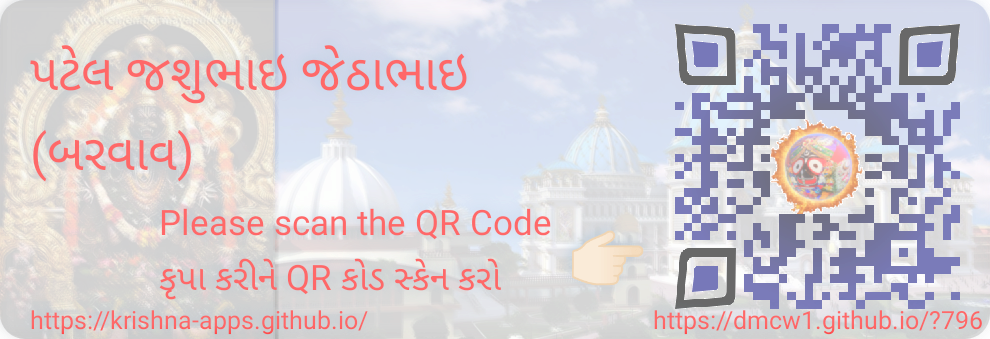 પટેલ જશુભાઇ જેઠાભાઇ
(બરવાવ)
Please scan the QR Code
કૃપા કરીને QR કોડ સ્કેન કરો
https://krishna-apps.github.io/
https://dmcw1.github.io/?796